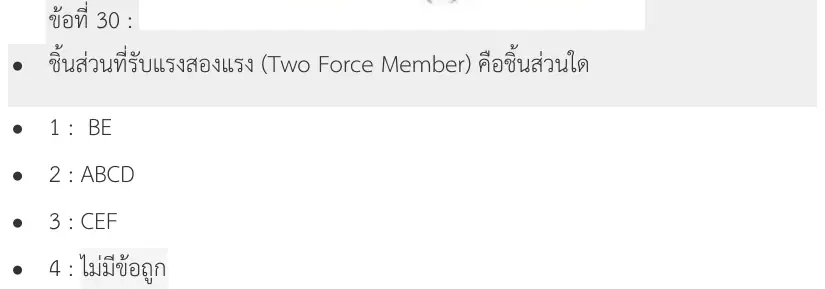 ข้อที่ 30 :
• ชิ้นส่วนที่รับแรงสองแรง (Two Force Member) คือชิ้นส่วนใด
• 1 : BE
• 2 : ABCD
• 3 : CEF
• 4 : ไม่มีข้อถูก